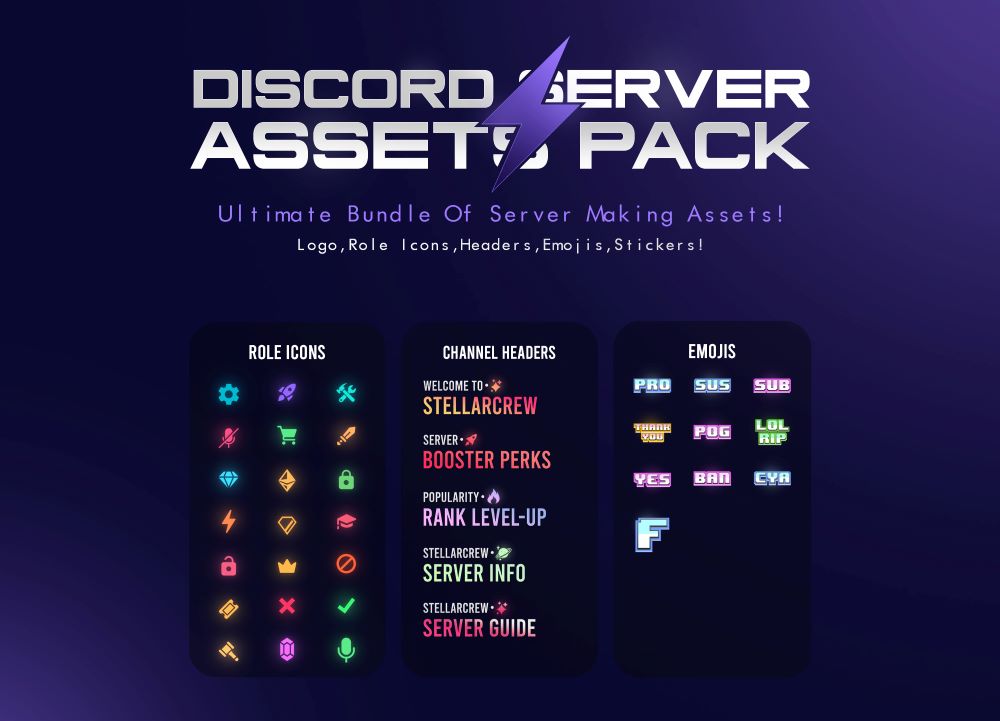 DISCORD SERVER
ASSETS PACK
Ultimate Bundle Of Server Making Assets!
Logo,Role Icons,Headers,Emojis,Stickers!
ROLE ICONS
CHANNEL HEADERS
WELCOME TO •
STELLARCREW
SERVER •
BOOSTER PERKS
POPULARITY •
RANK LEVEL-UP
STELLARCREW •
SERVER INFO
STELLARCREW •
SERVER GUIDE
EMOJIS
PRO SUS SUB
THANK YOU POG LOL RIP
YES BAN CYA
F